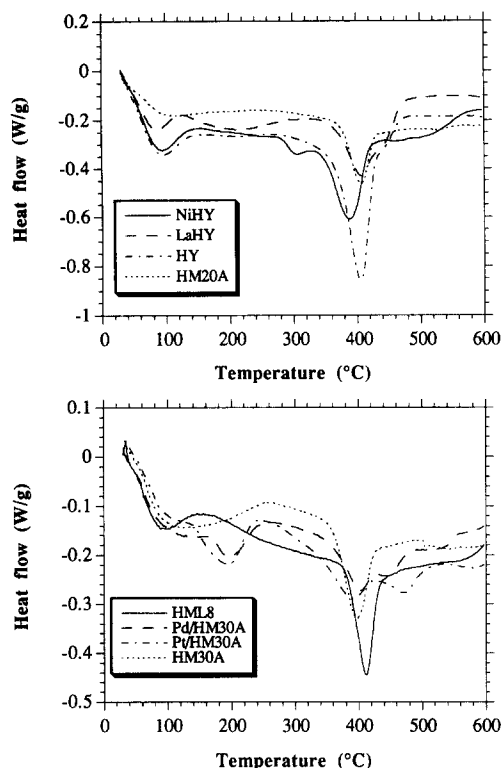 0.2
0
-0.2
-0.4
-0.6
-0.8
-1
Heat flow (W/g)
NiHY
LaHY
HY
HM20A
0 100 200 300 400 500 600
Temperature (°C)
0.1
0
-0.1
-0.2
-0.3
-0.4
-0.5
Heat flow (W/g)
HML8
Pd/HM30A
Pt/HM30A
HM30A
0 100 200 300 400 500 600
Temperature (°C)